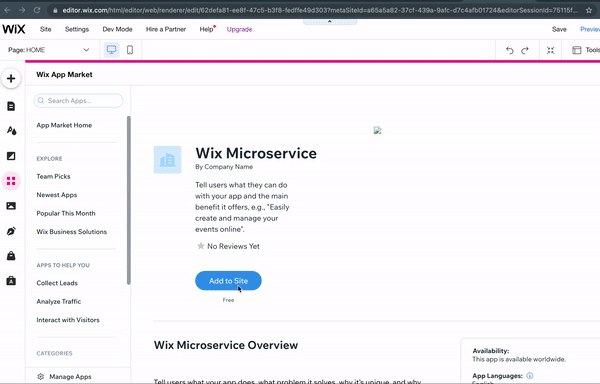 editor.wix.com/html/editor/web/renderer/edit/62defa81-ee8f-47c5-b3f8-fedffe49d303?metaSiteId=a65a5a82-37cf-439a-9afc-d7c4afb01724&editorSessionId=75115f...
WiX Site Settings Dev Mode Hire a Partner Help Upgrade Save Preview
Page: HOME Tools
Wix App Market
Search Apps...
App Market Home
EXPLORE
Team Picks
Newest Apps
Popular This Month
Wix Business Solutions
APPS TO HELP YOU
Collect Leads
Analyze Traffic
Interact with Visitors
CATEGORIES
Manage Apps
Wix Microservice
By Company Name
Tell users what they can do
with your app and the main
benefit it offers, e.g., "Easily
create and manage your
events online".
No Reviews Yet
Add to Site
Free
Wix Microservice Overview
Tell users what your app does, what problem it solves, why it's unique, and why
Availability:
This app is available worldwide.
App Languages:
English